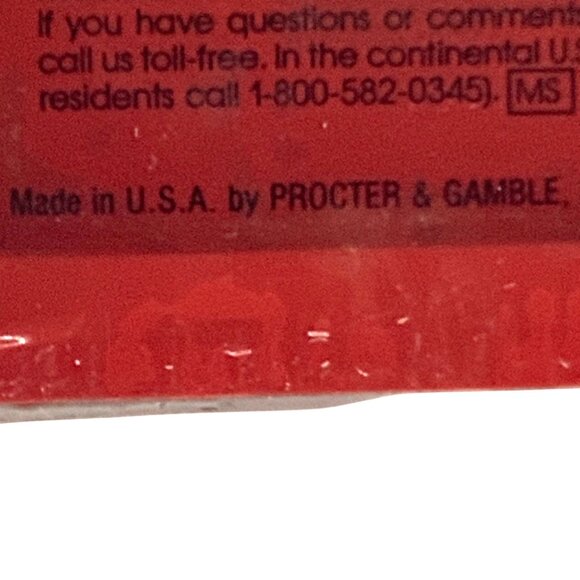 If you have questions or comment
call us toll-free. In the continental U.S
residents call 1-800-582-0345). MS
Made in U.S.A. by PROCTER & GAMBLE,